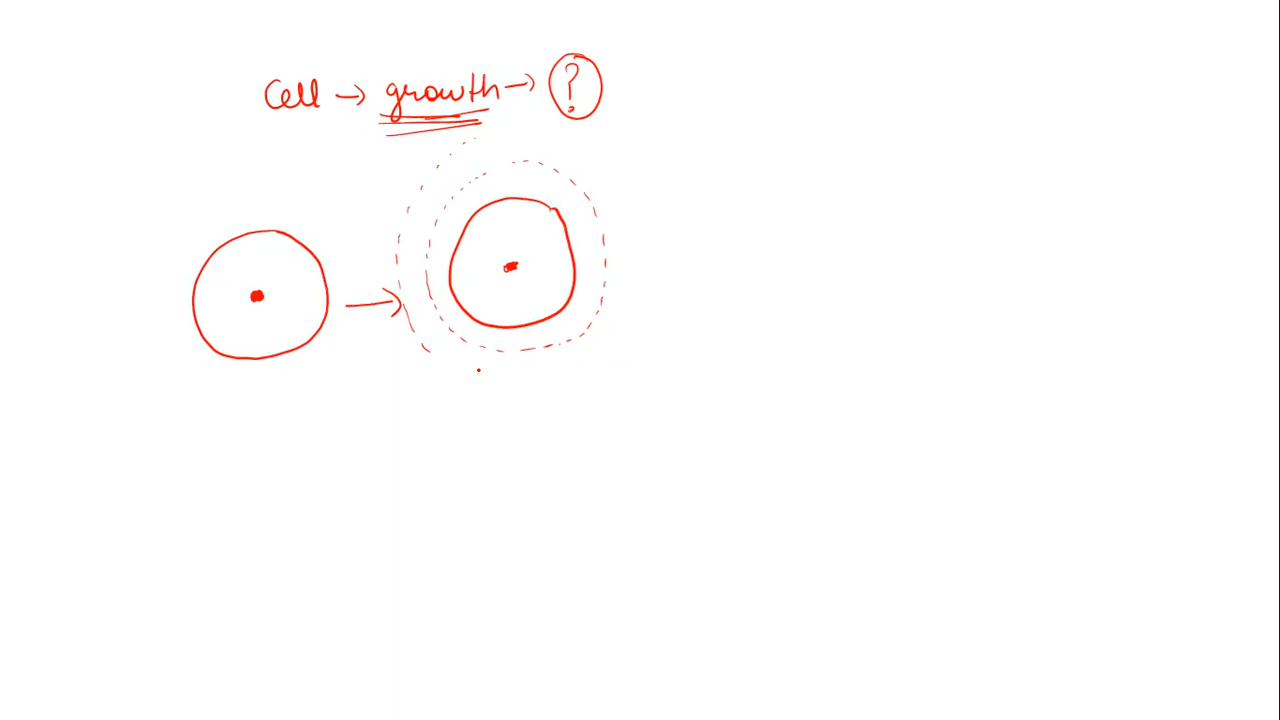 Cell → growth → ?